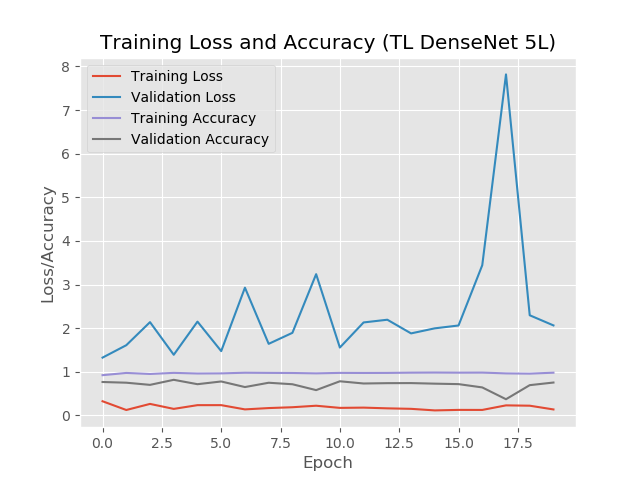 Training Loss and Accuracy (TL DenseNet 5L)
Training Loss
Validation Loss
Training Accuracy
Validation Accuracy
Loss/Accuracy
8
7
6
5
4
3
2
1
0
0.0 2.5 5.0 7.5 10.0 12.5 15.0 17.5
Epoch